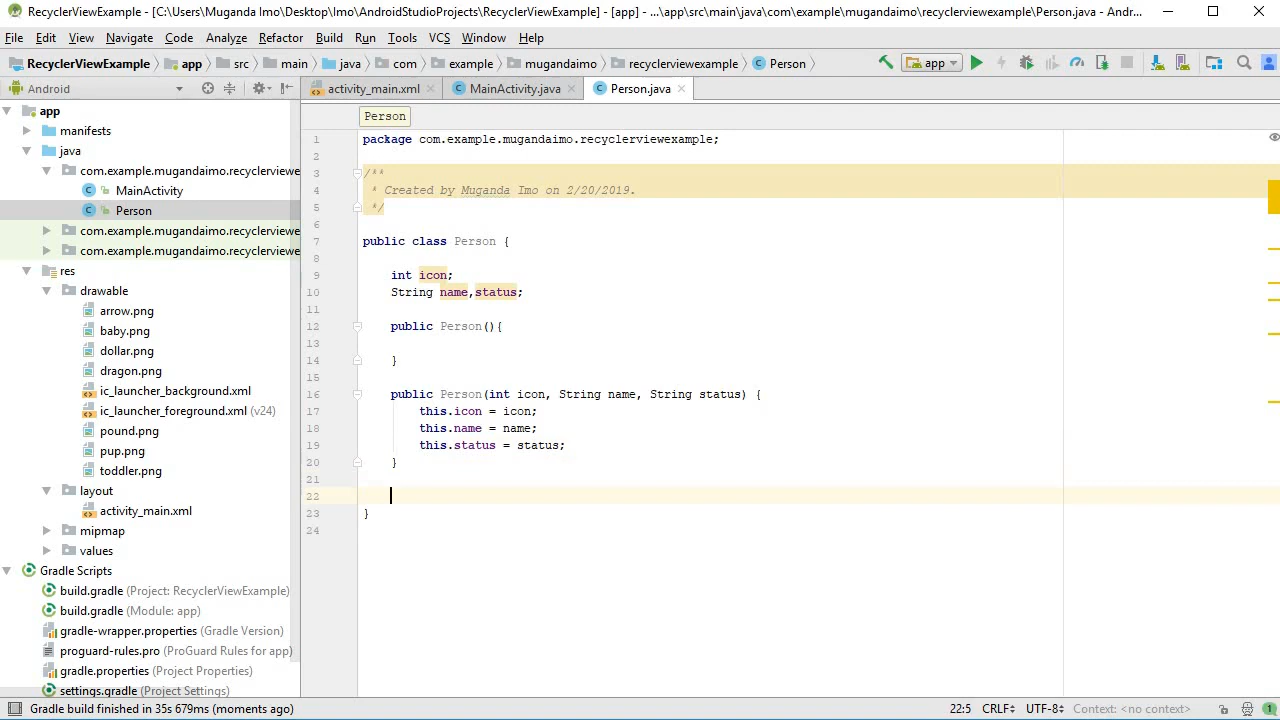 RecyclerViewExample - [C:\Users\Muganda Imo\Desktop\Imo\AndroidStudioProjects\RecyclerViewExample] - [app] - ...\app\src\main\java\com\example\mugandaimo\recyclerviewexample\Person.java - Andr...
File Edit View Navigate Code Analyze Refactor Build Run Tools VCS Window Help
RecyclerViewExample app src main java com example mugandaimo recyclerviewexample Person app
Android
activity_main.xml MainActivity.java Person.java
Person
app
manifests
java
com.example.mugandaimo.recyclerviewe
MainActivity
Person
com.example.mugandaimo.recyclerviewe
com.example.mugandaimo.recyclerviewe
res
drawable
arrow.png
baby.png
dollar.png
dragon.png
ic_launcher_background.xml
ic_launcher_foreground.xml (v24)
pound.png
pup.png
toddler.png
layout
activity_main.xml
mipmap
values
Gradle Scripts
build.gradle (Project: RecyclerViewExample)
build.gradle (Module: app)
gradle-wrapper.properties (Gradle Version)
proguard-rules.pro (ProGuard Rules for app)
gradle.properties (Project Properties)
settings.gradle (Project Settings)
1 package com.example.mugandaimo.recyclerviewexample;
2
3 /**
4 * Created by Muganda Imo on 2/20/2019.
5 */
6
7 public class Person {
8
9 int icon;
10 String name,status;
11
12 public Person(){
13
14 }
15
16 public Person(int icon, String name, String status) {
17 this.icon = icon;
18 this.name = name;
19 this.status = status;
20 }
21
22
23 }
24
Gradle build finished in 35s 679ms (moments ago) 22:5 CRLF UTF-8 Context: <no context> 1